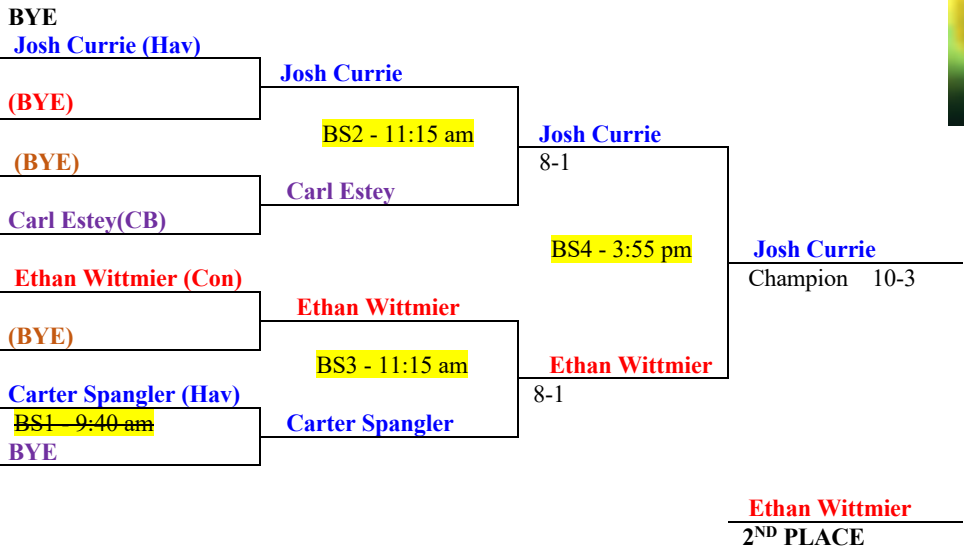 BYE
Josh Currie (Hav)
Josh Currie
(BYE)
BS2 - 11:15 am
Josh Currie
8-1
(BYE)
Carl Estey
Carl Estey(CB)
BS4 - 3:55 pm
Josh Currie
Champion 10-3
Ethan Wittmier (Con)
Ethan Wittmier
(BYE)
BS3 - 11:15 am
Ethan Wittmier
8-1
Carter Spangler (Hav)
BS1 - 9:40 am
Carter Spangler
BYE
Ethan Wittmier
2ND PLACE